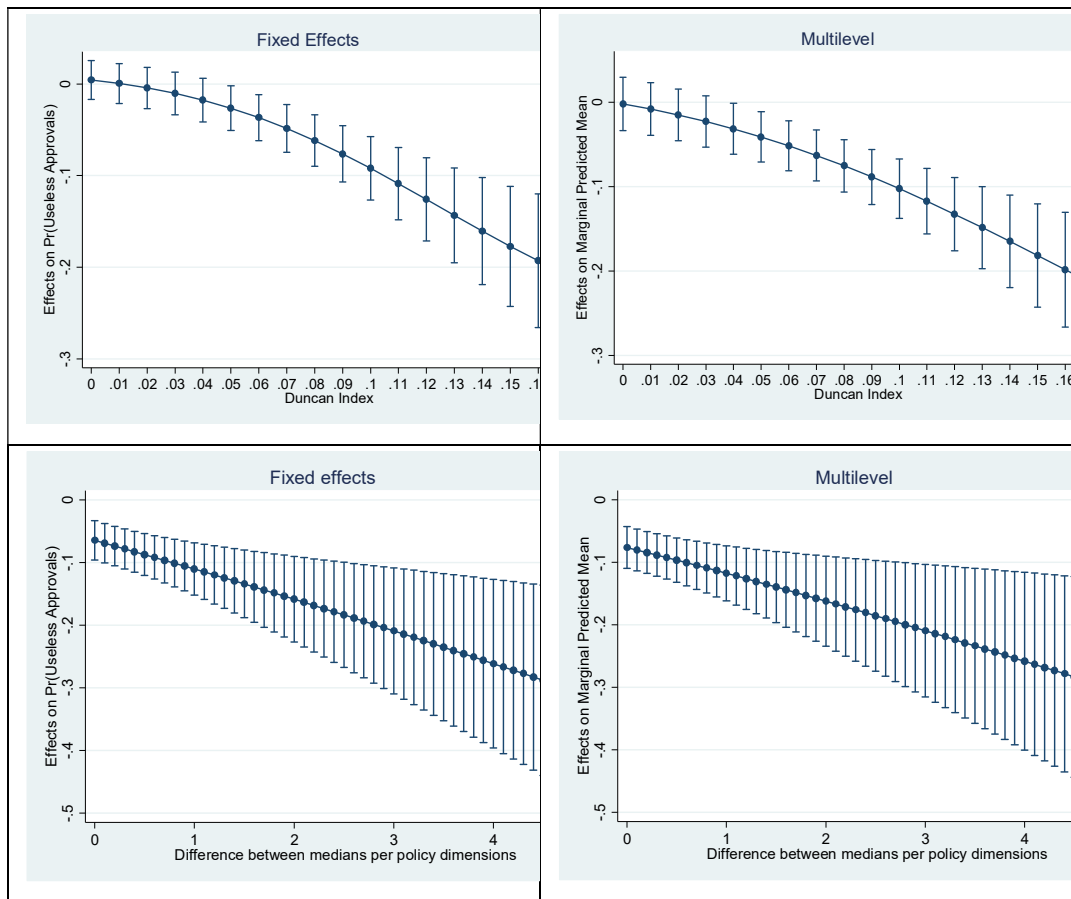 Fixed Effects
Effects on Pr(Useless Approvals)
0
-.1
-.2
-.3
0 .01 .02 .03 .04 .05 .06 .07 .08 .09 .1 .11 .12 .13 .14 .15 .1
Duncan Index
Multilevel
Effects on Marginal Predicted Mean
0
-.1
-.2
-.3
0 .01 .02 .03 .04 .05 .06 .07 .08 .09 .1 .11 .12 .13 .14 .15 .16
Duncan Index
Fixed effects
Effects on Pr(Useless Approvals)
0
-.1
-.2
-.3
-.4
-.5
0 1 2 3 4
Difference between medians per policy dimensions
Multilevel
Effects on Marginal Predicted Mean
0
-.1
-.2
-.3
-.4
-.5
0 1 2 3 4
Difference between medians per policy dimensions